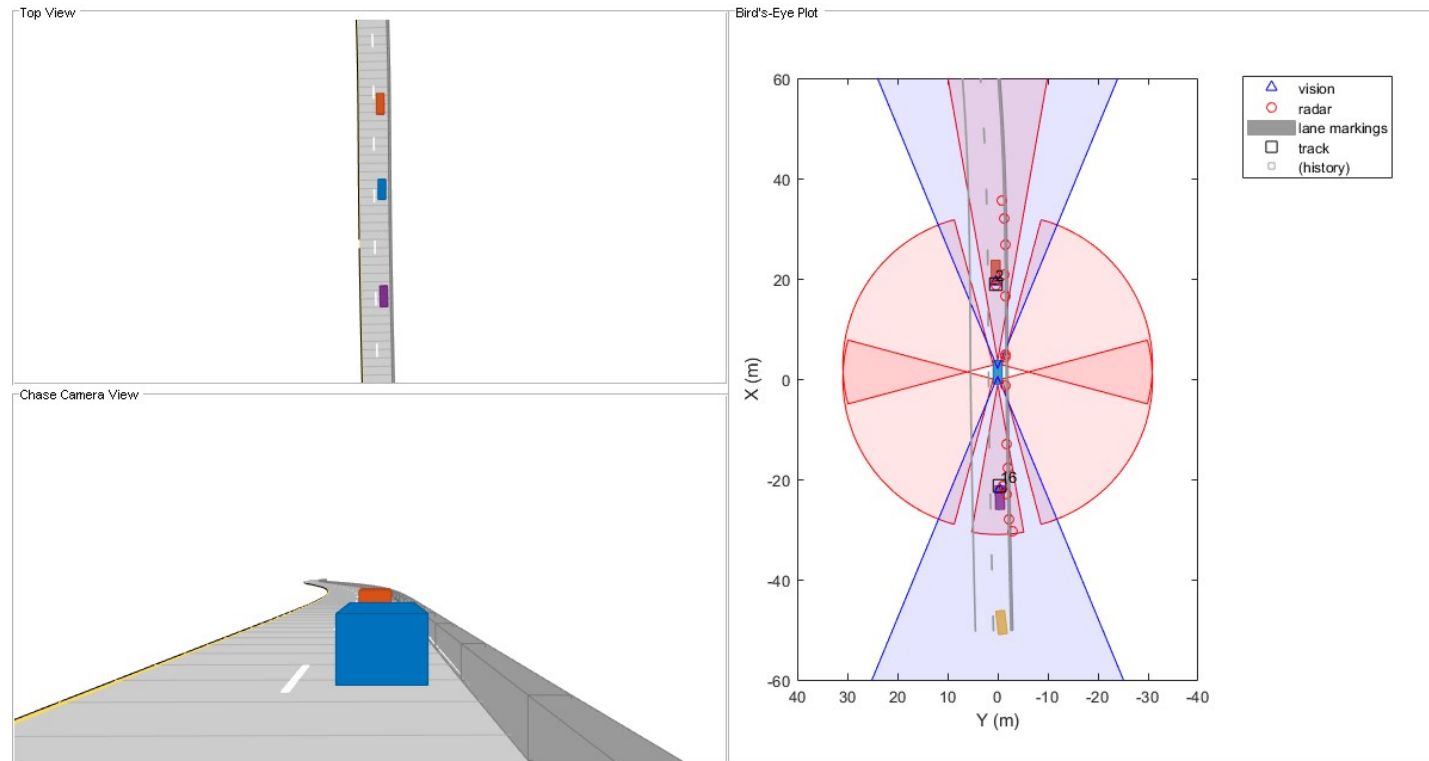 Top View
Chase Camera View
Bird's-Eye Plot
60
40
20
0
-20
-40
-60
X (m)
2
16
40
30
20
10
0
-10
-20
-30
-40
Y (m)
vision
radar
lane markings
track
(history)